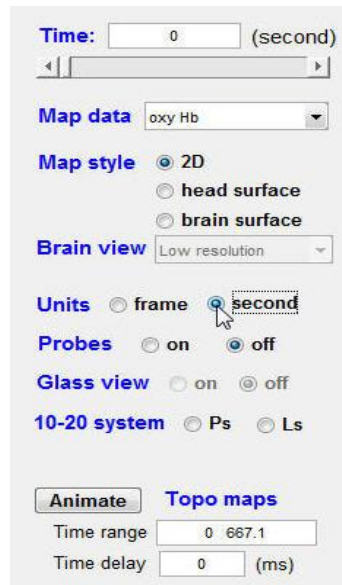 Time: 0 (second)
Map data oxy Hb
Map style 2D
head surface
brain surface
Brain view Low resolution
Units frame second
Probes on off
Glass view on off
10-20 system Ps Ls
Animate Topo maps
Time range 0 667.1
Time delay 0 (ms)